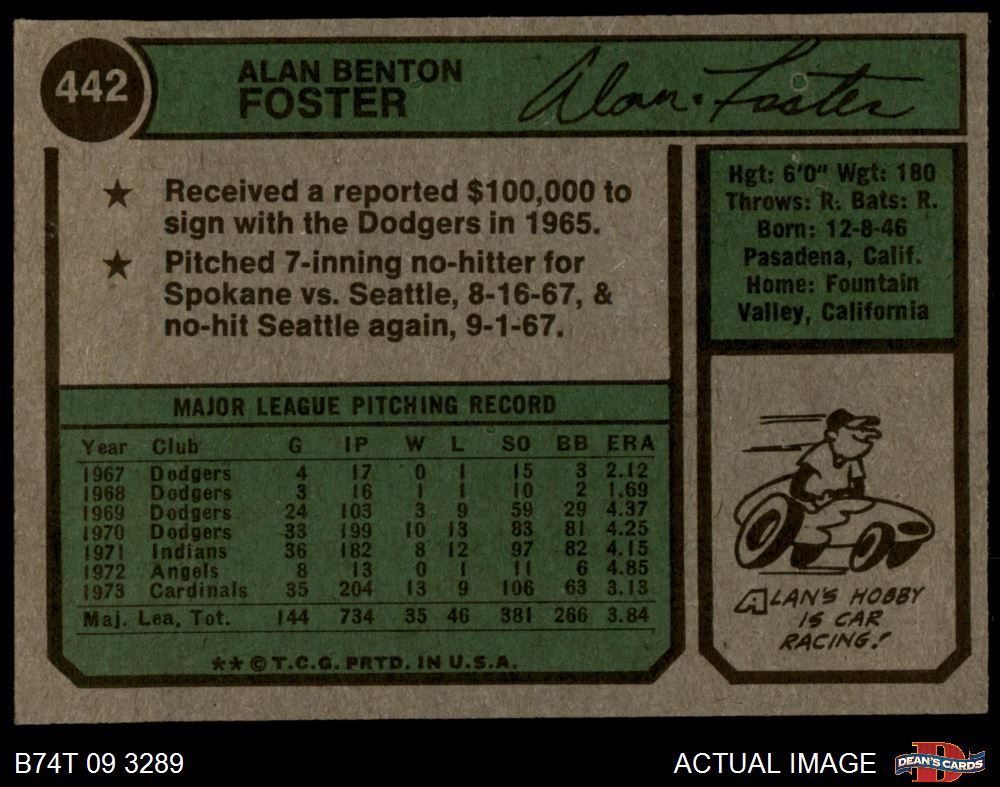 442
ALAN BENTON
FOSTER
Alan Foster
★ Received a reported $100,000 to
sign with the Dodgers in 1965.
★ Pitched 7-inning no-hitter for
Spokane vs. Seattle, 8-16-67, &
no-hit Seattle again, 9-1-67.
Hgt: 6'0" Wgt: 180
Throws: R. Bats: R.
Born: 12-8-46
Pasadena, Calif.
Home: Fountain
Valley, California
MAJOR LEAGUE PITCHING RECORD
Year Club G IP W L SO BB ERA
1967 Dodgers 4 17 0 1 15 3 2.12
1968 Dodgers 3 16 1 1 10 2 1.69
1969 Dodgers 24 103 3 9 59 29 4.37
1970 Dodgers 33 199 10 13 83 81 4.25
1971 Indians 36 182 8 12 97 82 4.15
1972 Angels 8 13 0 1 11 6 4.85
1973 Cardinals 35 204 13 9 106 63 3.13
Maj. Lea, Tot. 144 734 35 46 381 266 3.84
** © T.C.G. PRTD. IN U.S.A.
ALAN'S HOBBY
IS CAR
RACING!
B74T 09 3289
ACTUAL IMAGE
DEAN'S CARDS